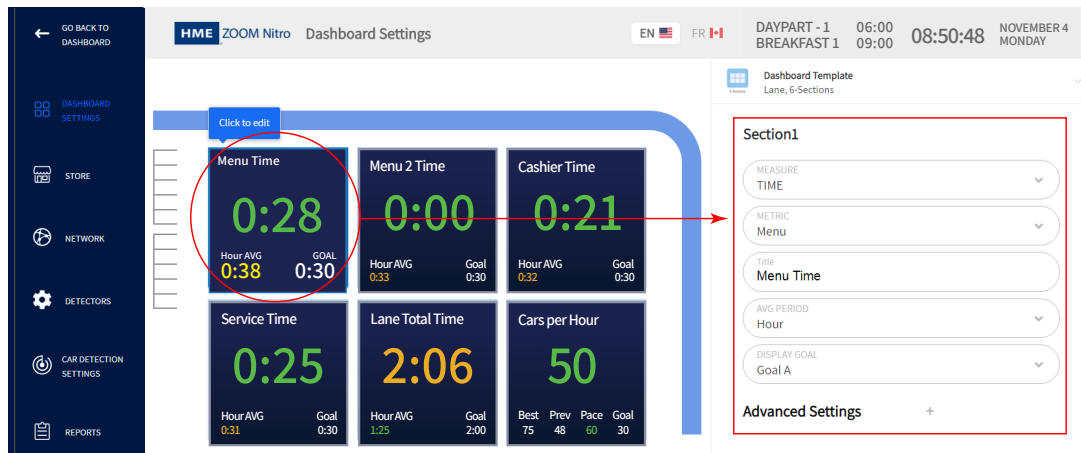 GO BACK TO
DASHBOARD
HME ZOOM Nitro Dashboard Settings
EN FR
DAYPART - 1 06:00
BREAKFAST 1 09:00
08:50:48
NOVEMBER 4
MONDAY
DASHBOARD
SETTINGS
STORE
NETWORK
DETECTORS
CAR DETECTION
SETTINGS
REPORTS
Click to edit
Menu Time
0:28
Hour AVG GOAL
0:38 0:30
Menu 2 Time
0:00
Hour AVG Goal
0:33 0:30
Cashier Time
0:21
Hour AVG Goal
0:32 0:30
Service Time
0:25
Hour AVG Goal
0:31 0:30
Lane Total Time
2:06
Hour AVG Goal
1:25 2:00
Cars per Hour
50
Best Prev Pace Goal
75 48 60 30
Dashboard Template
Lane, 6-Sections
Section1
MEASURE
TIME
METRIC
Menu
Title
Menu Time
AVG PERIOD
Hour
DISPLAY GOAL
Goal A
Advanced Settings +